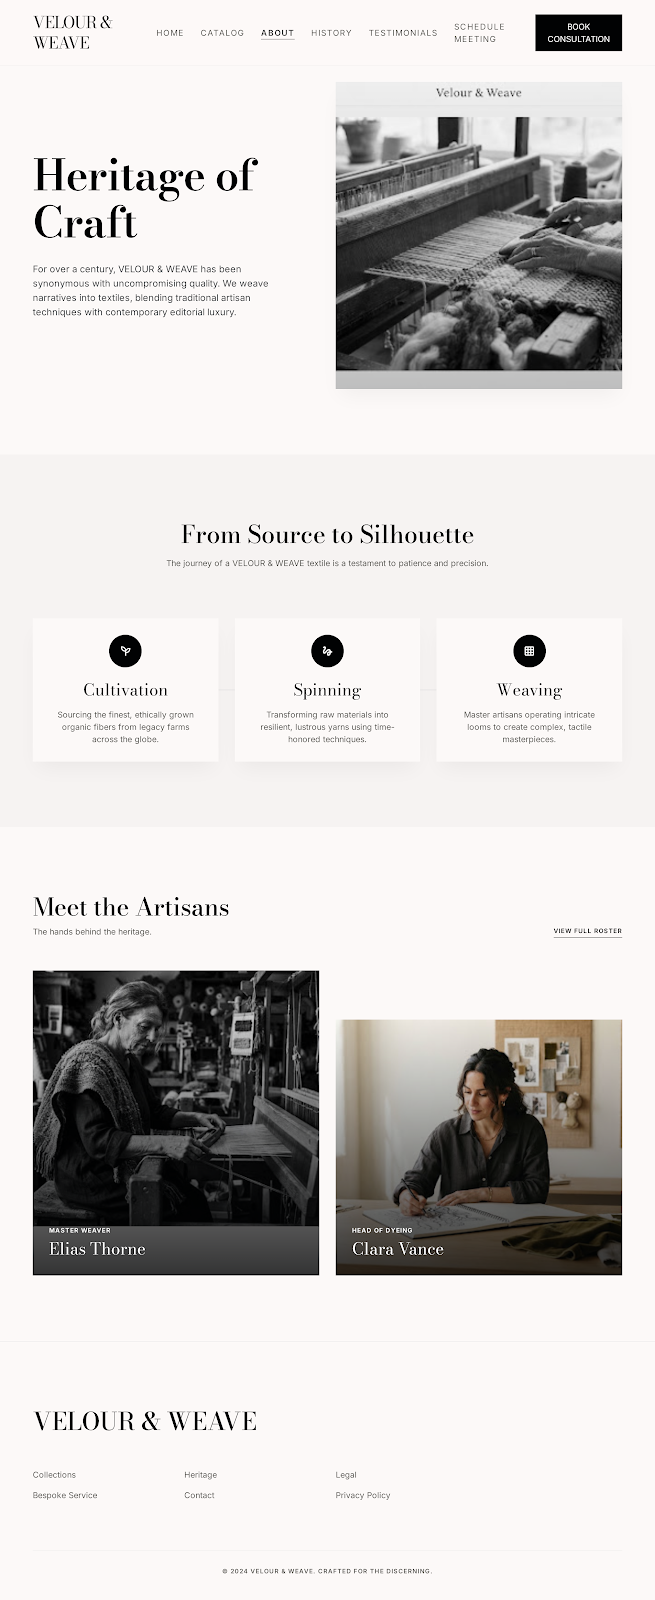 VELOUR &
WEAVE
HOME
CATALOG
ABOUT
HISTORY
TESTIMONIALS
SCHEDULE
MEETING
BOOK
CONSULTATION
Velour & Weave
Heritage of
Craft
For over a century, VELOUR & WEAVE has been
synonymous with uncompromising quality. We weave
narratives into textiles, blending traditional artisan
techniques with contemporary editorial luxury.
From Source to Silhouette
The journey of a VELOUR & WEAVE textile is a testament to patience and precision.
Cultivation
Sourcing the finest, ethically grown
organic fibers from legacy farms
across the globe.
Spinning
Transforming raw materials into
resilient, lustrous yarns using time-
honored techniques.
Weaving
Master artisans operating intricate
looms to create complex, tactile
masterpieces.
Meet the Artisans
The hands behind the heritage.
VIEW FULL ROSTER
MASTER WEAVER
Elias Thorne
HEAD OF DYEING
Clara Vance
VELOUR & WEAVE
Collections
Heritage
Legal
Bespoke Service
Contact
Privacy Policy
© 2024 VELOUR & WEAVE. CRAFTED FOR THE DISCERNING.